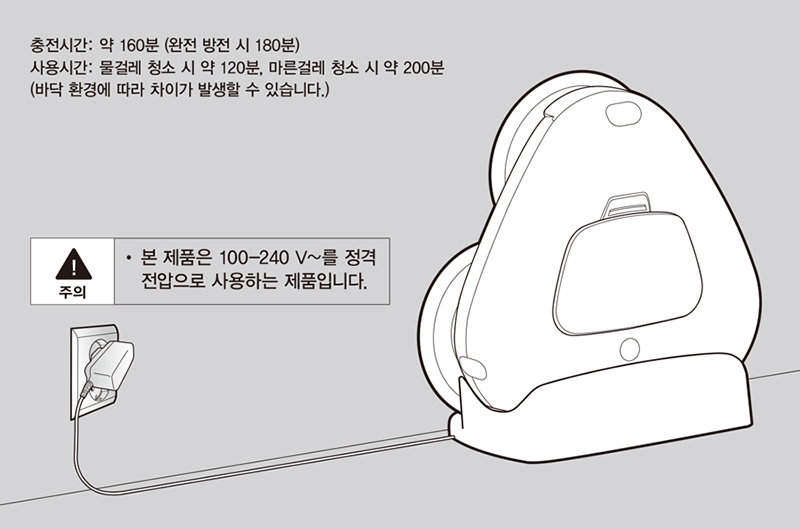 충전시간: 약 160분 (완전 방전 시 180분)
사용시간: 물걸레 청소 시 약 120분, 마른걸레 청소 시 약 200분
(바닥 환경에 따라 차이가 발생할 수 있습니다.)
주의
• 본 제품은 100-240 V~를 정격
전압으로 사용하는 제품입니다.